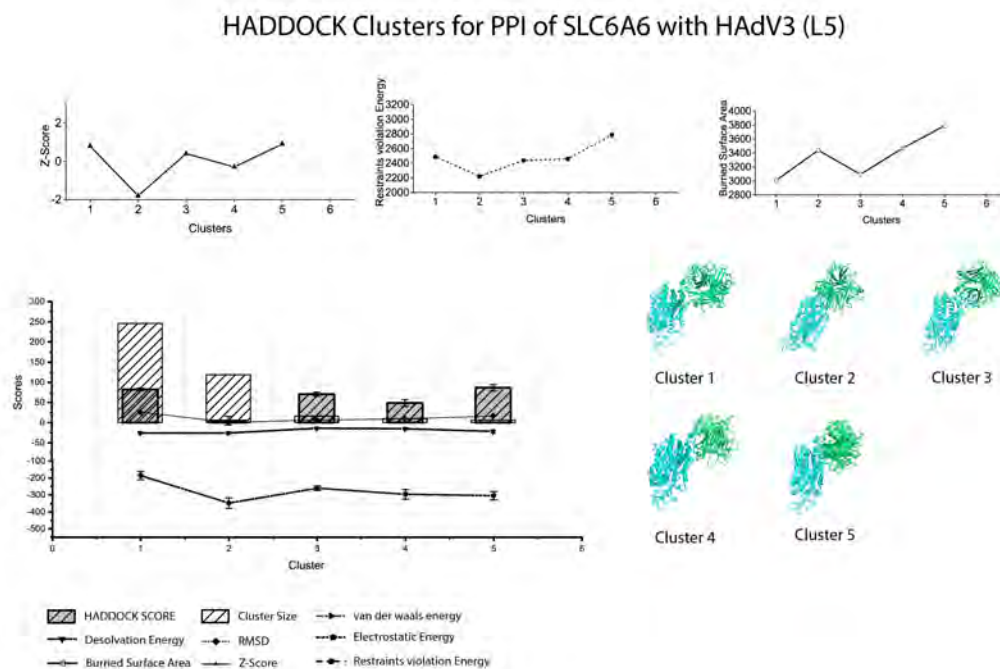 HADDOCK Clusters for PPI of SLC6A6 with HAdV3 (L5)
Z-Score
2
0
-2
1 2 3 4 5 6
Clusters
Restraints violation Energy
3200
3000
2800
2600
2400
2200
2000
1 2 3 4 5 6
Clusters
Burried Surface Area
4000
3800
3600
3400
3200
3000
2800
1 2 3 4 5 6
Clusters
Scores
300
250
200
150
100
50
0
-50
-100
-200
-300
-400
-500
0 1 2 3 4 5 6
Cluster
Cluster 1
Cluster 2
Cluster 3
Cluster 4
Cluster 5
HADDOCK SCORE
Cluster Size
van der waals energy
Desolvation Energy
RMSD
Electrostatic Energy
Burried Surface Area
Z-Score
Restraints violation Energy